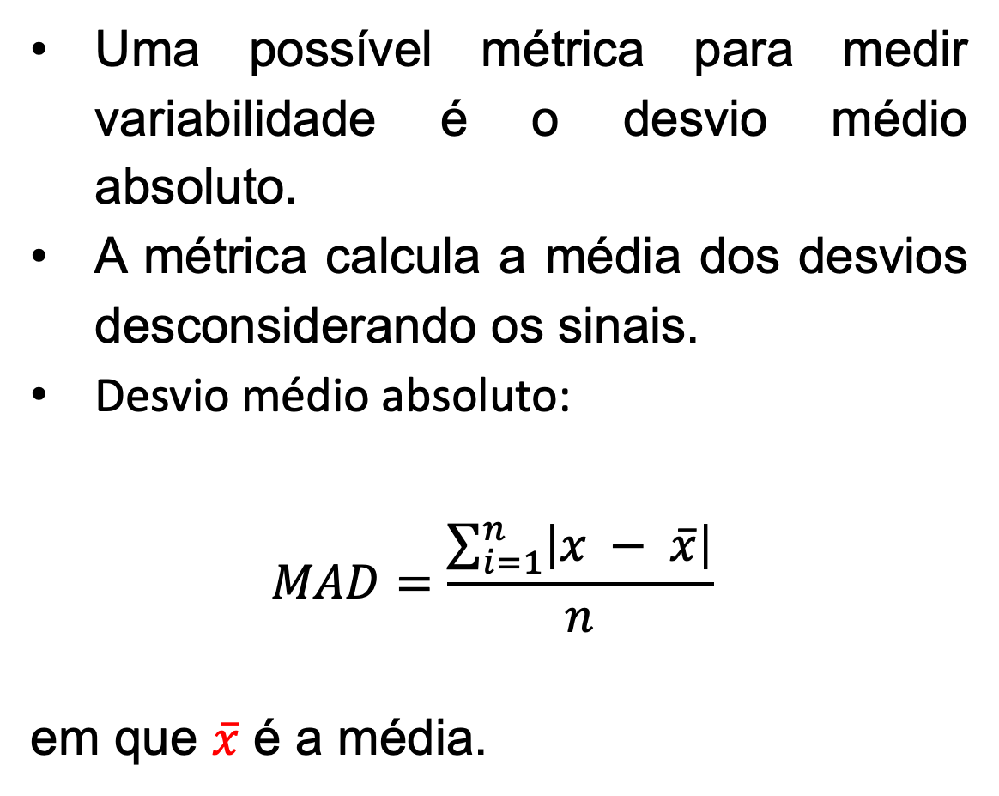 • Uma possível métrica para medir
variabilidade é o desvio médio
absoluto.
• A métrica calcula a média dos desvios
desconsiderando os sinais.
• Desvio médio absoluto:
MAD = \frac{\sum_{i=1}^{n}|x - \bar{x}|}{n}
em que x̄ é a média.